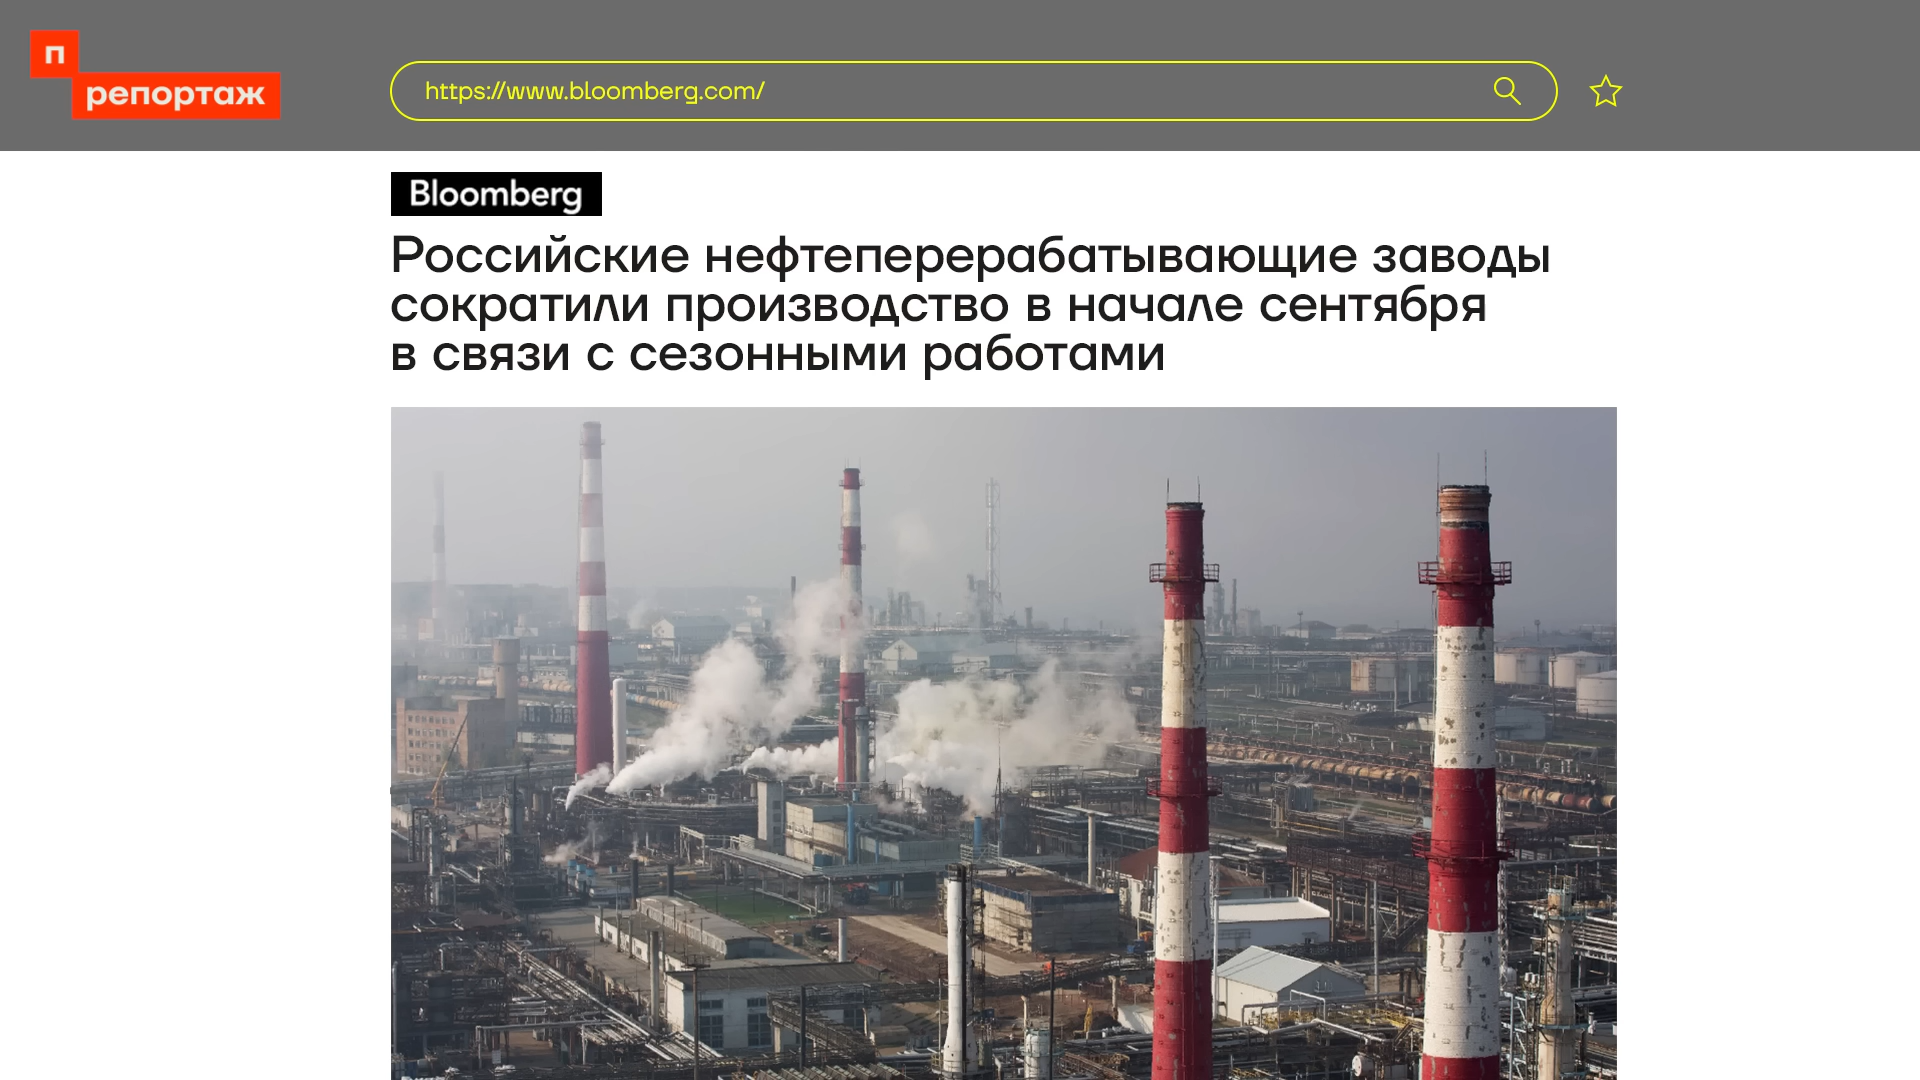 п
репортаж
https://www.bloomberg.com/
Bloomberg
Российские нефтеперерабатывающие заводы
сократили производство в начале сентября
в связи с сезонными работами